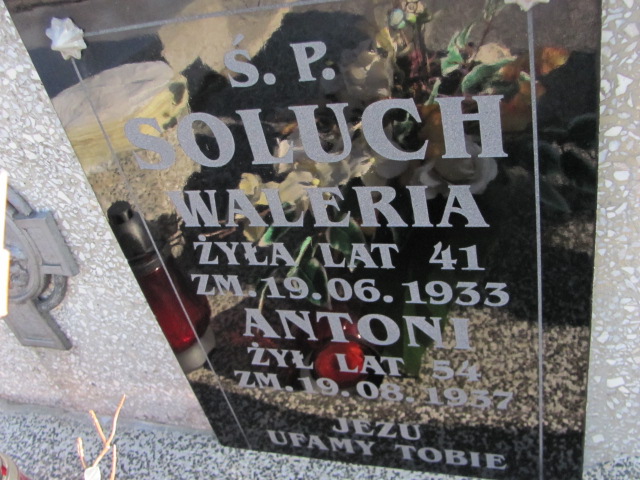 Ś. P.
SOLUCH
WALERIA
ŻYŁA LAT 41
ZM. 19.06.1933
ANTONI
ŻYŁ LAT 54
ZM. 19.08.1937
JEZU
UFAMY TOBIE